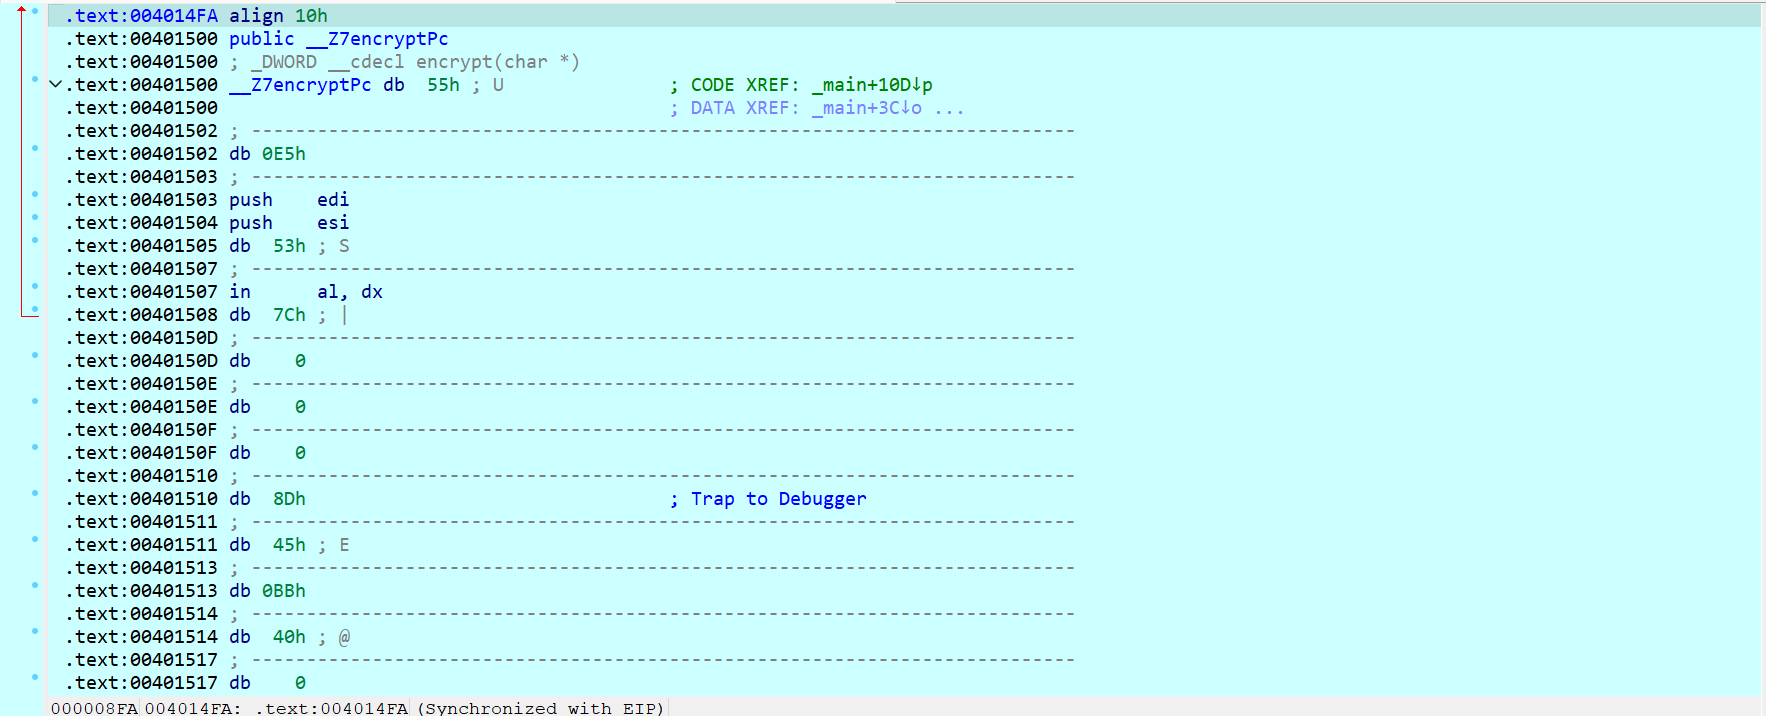 .text:004014FA align 10h
.text:00401500 public __Z7encryptPc
.text:00401500 ; _DWORD __cdecl encrypt(char *)
.text:00401500 __Z7encryptPc db  55h ; U               ; CODE XREF: _main+10D↓p
.text:00401500                                         ; DATA XREF: _main+3C↓o ...
.text:00401502 ; ---------------------------------------------------------------------------
.text:00401502 db 0E5h
.text:00401503 ; ---------------------------------------------------------------------------
.text:00401503 push    edi
.text:00401504 push    esi
.text:00401505 db  53h ; S
.text:00401507 ; ---------------------------------------------------------------------------
.text:00401507 in      al, dx
.text:00401508 db  7Ch ; |
.text:0040150D ; ---------------------------------------------------------------------------
.text:0040150D db    0
.text:0040150E ; ---------------------------------------------------------------------------
.text:0040150E db    0
.text:0040150F ; ---------------------------------------------------------------------------
.text:0040150F db    0
.text:00401510 ; ---------------------------------------------------------------------------
.text:00401510 db  8Dh                                 ; Trap to Debugger
.text:00401511 ; ---------------------------------------------------------------------------
.text:00401511 db  45h ; E
.text:00401513 ; ---------------------------------------------------------------------------
.text:00401513 db 0BBh
.text:00401514 ; ---------------------------------------------------------------------------
.text:00401514 db  40h ; @
.text:00401517 ; ---------------------------------------------------------------------------
.text:00401517 db    0
000008FA 004014FA: .text:004014FA (Synchronized with EIP)